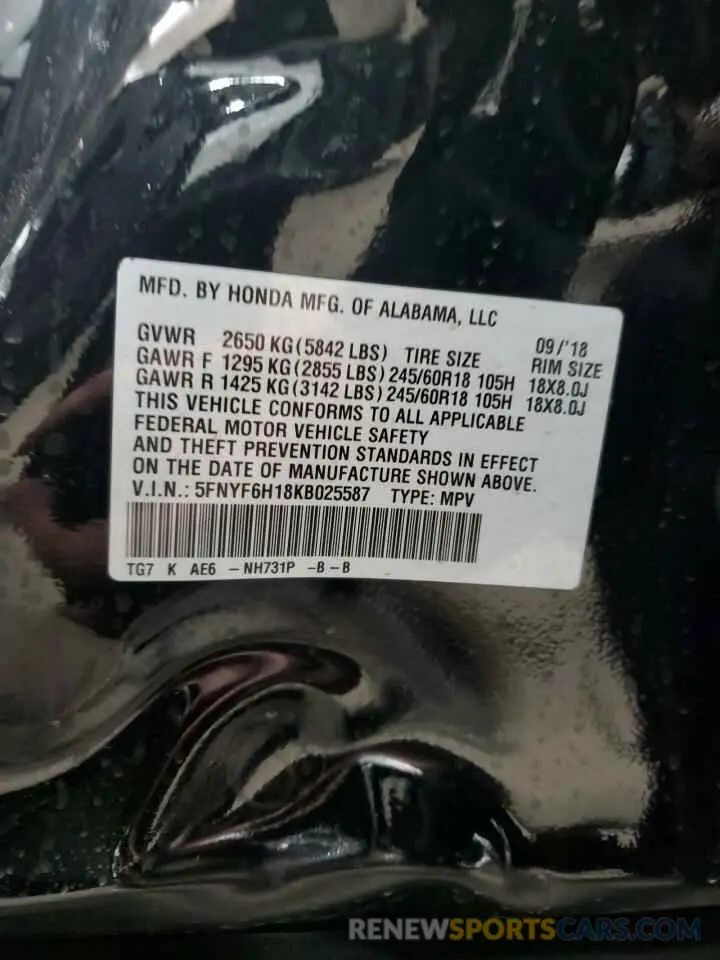 MFD. BY HONDA MFG. OF ALABAMA, LLC
GVWR 2650 KG (5842 LBS) TIRE SIZE 09/'18 RIM SIZE
GAWR F 1295 KG (2855 LBS) 245/60R18 105H 18X8.0J
GAWR R 1425 KG (3142 LBS) 245/60R18 105H 18X8.0J
THIS VEHICLE CONFORMS TO ALL APPLICABLE
FEDERAL MOTOR VEHICLE SAFETY
AND THEFT PREVENTION STANDARDS IN EFFECT
ON THE DATE OF MANUFACTURE SHOWN ABOVE.
V.I.N.: 5FNYF6H18KB025587 TYPE: MPV
TG7 K AE6 -NH731P -B-B
RENEWSPORTSCARS.COM